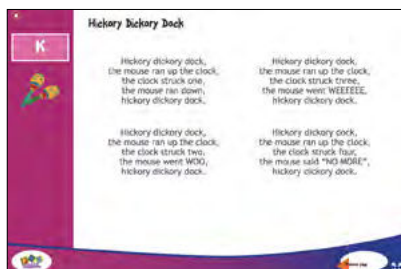 Hickory Dickory Dock
K
Hickory dickory dock,
the mouse ran up the clock,
the clock struck one,
the mouse ran down,
hickory dickory dock.
Hickory dickory dock,
the mouse ran up the clock,
the clock struck two,
the mouse went WOO,
hickory dickory dock.
Hickory dickory dock,
the mouse ran up the clock,
the clock struck three,
the mouse went WEEEEEE,
hickory dickory dock.
Hickory dickory dock,
the mouse ran up the clock,
the clock struck four,
the mouse said "NO MORE",
hickory dickory dock.